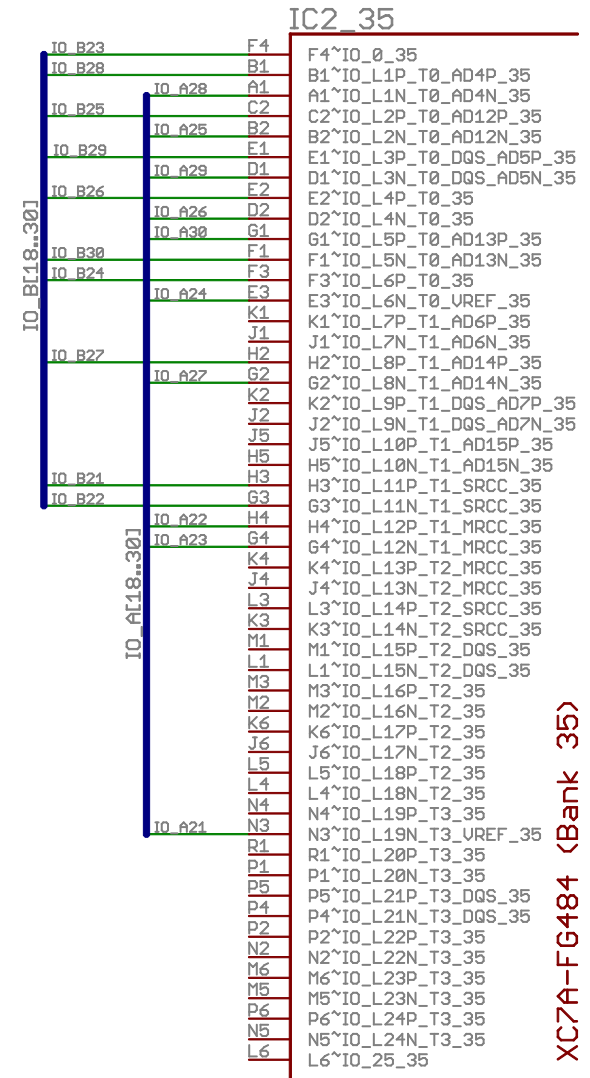 IC2_35
IO_B23 F4 F4~IO_0_35
IO_B28 B1 B1~IO_L1P_T0_AD4P_35
IO_A28 A1 A1~IO_L1N_T0_AD4N_35
IO_B25 C2 C2~IO_L2P_T0_AD12P_35
IO_A25 B2 B2~IO_L2N_T0_AD12N_35
IO_B29 E1 E1~IO_L3P_T0_DQS_AD5P_35
IO_A29 D1 D1~IO_L3N_T0_DQS_AD5N_35
IO_B26 E2 E2~IO_L4P_T0_35
IO_A26 D2 D2~IO_L4N_T0_35
IO_A30 G1 G1~IO_L5P_T0_AD13P_35
IO_B30 F1 F1~IO_L5N_T0_AD13N_35
IO_B24 F3 F3~IO_L6P_T0_35
IO_A24 E3 E3~IO_L6N_T0_VREF_35
K1 K1~IO_L7P_T1_AD6P_35
J1 J1~IO_L7N_T1_AD6N_35
IO_B27 H2 H2~IO_L8P_T1_AD14P_35
IO_A27 G2 G2~IO_L8N_T1_AD14N_35
K2 K2~IO_L9P_T1_DQS_AD7P_35
J2 J2~IO_L9N_T1_DQS_AD7N_35
J5 J5~IO_L10P_T1_AD15P_35
H5 H5~IO_L10N_T1_AD15N_35
IO_B21 H3 H3~IO_L11P_T1_SRCC_35
IO_B22 G3 G3~IO_L11N_T1_SRCC_35
IO_A22 H4 H4~IO_L12P_T1_MRCC_35
IO_A23 G4 G4~IO_L12N_T1_MRCC_35
K4 K4~IO_L13P_T2_MRCC_35
J4 J4~IO_L13N_T2_MRCC_35
L3 L3~IO_L14P_T2_SRCC_35
K3 K3~IO_L14N_T2_SRCC_35
M1 M1~IO_L15P_T2_DQS_35
L1 L1~IO_L15N_T2_DQS_35
M3 M3~IO_L16P_T2_35
M2 M2~IO_L16N_T2_35
K6 K6~IO_L17P_T2_35
J6 J6~IO_L17N_T2_35
L5 L5~IO_L18P_T2_35
L4 L4~IO_L18N_T2_35
N4 N4~IO_L19P_T3_35
IO_A21 N3 N3~IO_L19N_T3_VREF_35
R1 R1~IO_L20P_T3_35
P1 P1~IO_L20N_T3_35
P5 P5~IO_L21P_T3_DQS_35
P4 P4~IO_L21N_T3_DQS_35
P2 P2~IO_L22P_T3_35
N2 N2~IO_L22N_T3_35
M6 M6~IO_L23P_T3_35
M5 M5~IO_L23N_T3_35
P6 P6~IO_L24P_T3_35
N5 N5~IO_L24N_T3_35
L6 L6~IO_25_35
IO_B[18..30]
IO_A[18..30]
XC7A-FG484 (Bank 35)